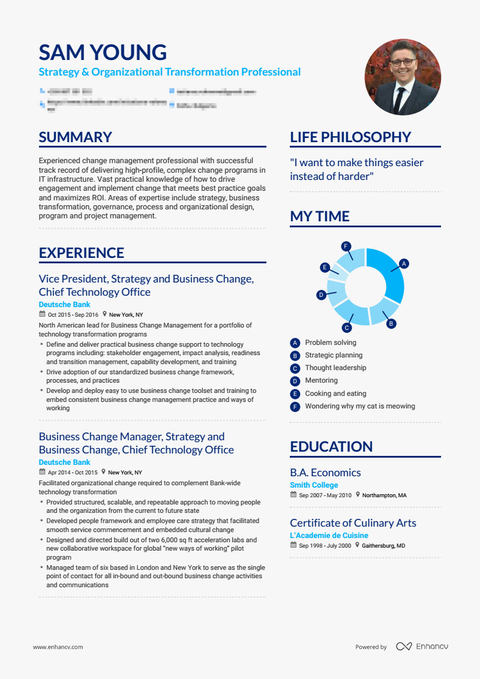 SAM YOUNG
Strategy & Organizational Transformation Professional
SUMMARY
Experienced change management professional with successful
track record of delivering high-profile, complex change programs in
IT infrastructure. Vast practical knowledge of how to drive
engagement and implement change that meets best practice goals
and maximizes ROI. Areas of expertise include strategy, business
transformation, governance, process and organizational design,
program and project management.
EXPERIENCE
Vice President, Strategy and Business Change,
Chief Technology Office
Deutsche Bank
Oct 2015 - Sep 2016 New York, NY
North American lead for Business Change Management for a portfolio of
technology transformation programs
• Define and deliver practical business change support to technology
programs including: stakeholder engagement, impact analysis, readiness
and transition management, capability development, and training
• Drive adoption of our standardized business change framework,
processes, and practices
• Develop and deploy easy to use business change toolset and training to
embed consistent business change management practice and ways of
working
Business Change Manager, Strategy and
Business Change, Chief Technology Office
Deutsche Bank
Apr 2014 - Oct 2015 New York, NY
Facilitated organizational change required to complement Bank-wide
technology transformation
• Provided structured, scalable, and repeatable approach to moving people
and the organization from the current to future state
• Developed people framework and employee care strategy that facilitated
smooth service commencement and embedded cultural change
• Designed and directed build out of two 6,000 sq ft acceleration labs and
new collaborative workspace for global "new ways of working" pilot
program
• Managed team of six based in London and New York to serve as the single
point of contact for all in-bound and out-bound business change activities
and communications
LIFE PHILOSOPHY
"I want to make things easier
instead of harder"
MY TIME
A
B
C
D
E
F
A Problem solving
B Strategic planning
C Thought leadership
D Mentoring
E Cooking and eating
F Wondering why my cat is meowing
EDUCATION
B.A. Economics
Smith College
Sep 2007 - May 2010 Northampton, MA
Certificate of Culinary Arts
L'Academie de Cuisine
Sep 1998 - July 2000 Gaithersburg, MD
www.enhancv.com
Powered by Enhancv